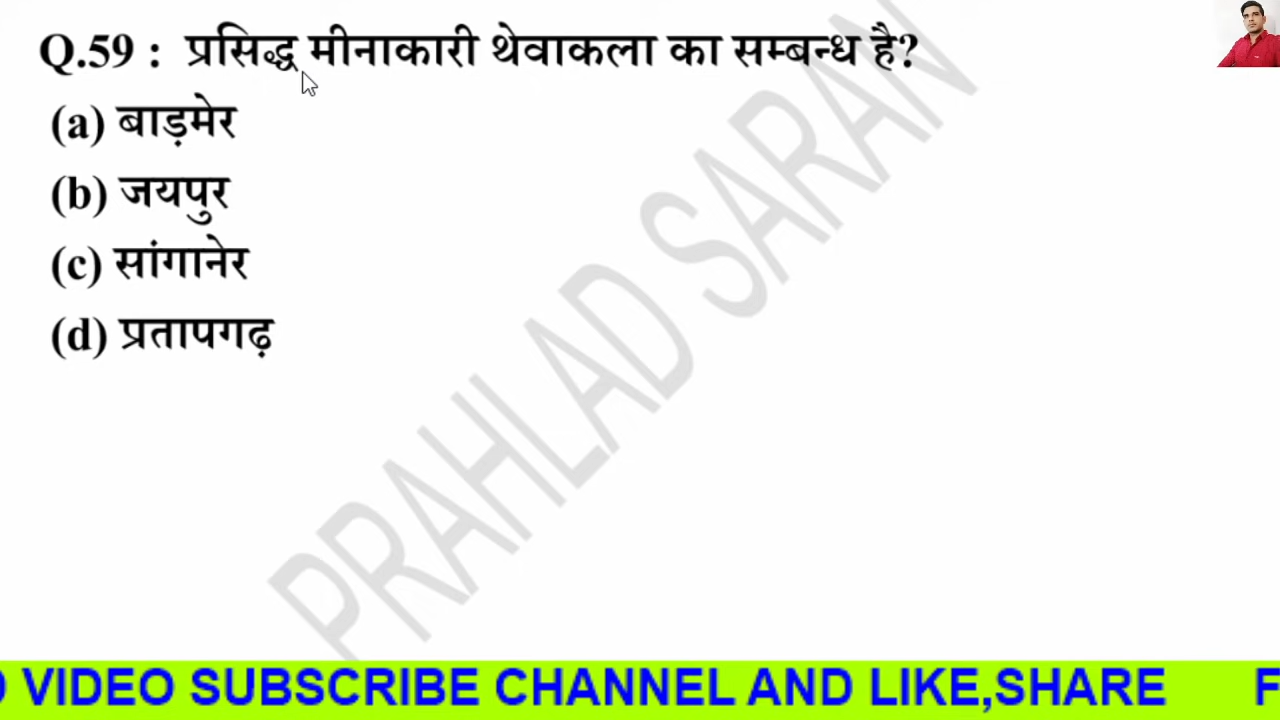 Q.59 : प्रसिद्ध मीनाकारी थेवाकला का सम्बन्ध है?
(a) बाड़मेर
(b) जयपुर
(c) सांगानेर
(d) प्रतापगढ़
PRAHLAD SARAN
VIDEO SUBSCRIBE CHANNEL AND LIKE,SHARE